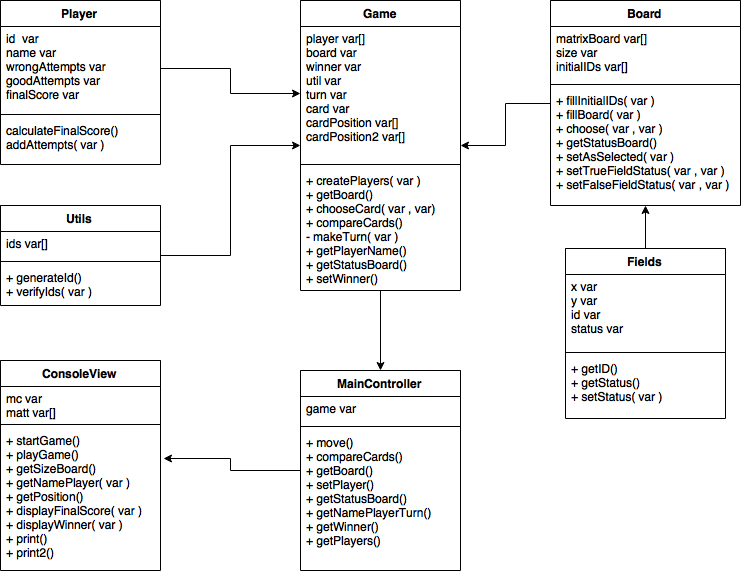 Player
id  var
name var
wrongAttempts var
goodAttempts var
finalScore var
calculateFinalScore()
addAttempts( var )
Game
player var[]
board var
winner var
util var
turn var
card var
cardPosition var[]
cardPosition2 var[]
+ createPlayers( var )
+ getBoard()
+ chooseCard( var , var)
+ compareCards()
- makeTurn( var )
+ getPlayerName()
+ getStatusBoard()
+ setWinner()
Board
matrixBoard var[]
size var
initialIDs var[]
+ fillInitialIDs( var )
+ fillBoard( var )
+ choose( var , var )
+ getStatusBoard()
+ setAsSelected( var )
+ setTrueFieldStatus( var , var )
+ setFalseFieldStatus( var , var )
Utils
ids var[]
+ generateId()
+ verifyIds( var )
Fields
x var
y var
id var
status var
+ getID()
+ getStatus()
+ setStatus( var )
ConsoleView
mc var
matt var[]
+ startGame()
+ playGame()
+ getSizeBoard()
+ getNamePlayer( var )
+ getPosition()
+ displayFinalScore( var )
+ displayWinner( var )
+ print()
+ print2()
MainController
game var
+ move()
+ compareCards()
+ getBoard()
+ setPlayer()
+ getStatusBoard()
+ getNamePlayerTurn()
+ getWinner()
+ getPlayers()